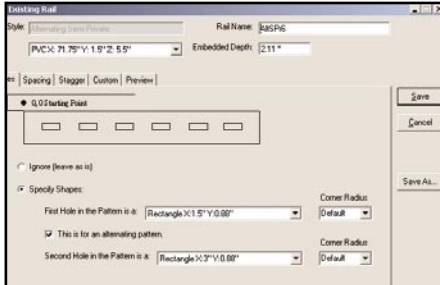 Existing Rail
Style: Alternating Semi Private
Rail Name: AltSPr6
PVC X: 71.75" Y: 1.5" Z: 5.5"
Embedded Depth: 2.11 "
es Spacing Stagger Custom Preview
0,0 Starting Point
Save
Cancel
Save As...
Ignore (leave as is)
Specify Shapes:
Corner Radius
First Hole in the Pattern is a: Rectangle X:1.5" Y:0.88" Default
This is for an alternating pattern.
Corner Radius
Second Hole in the Pattern is a: Rectangle X:3" Y:0.88" Default